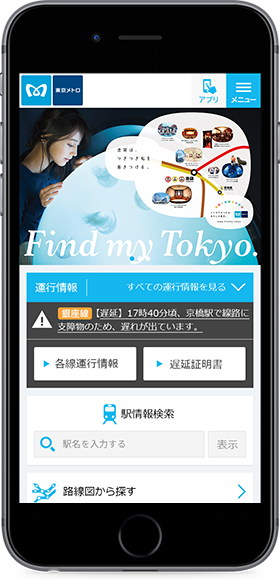 東京メトロ
アプリ
メニュー
Find my Tokyo.
運行情報
すべての運行情報を見る
銀座線 【遅延】17時40分頃、京橋駅で線路に
支障物のため、遅れが出ています。
各線運行情報
遅延証明書
駅情報検索
駅名を入力する
表示
路線図から探す